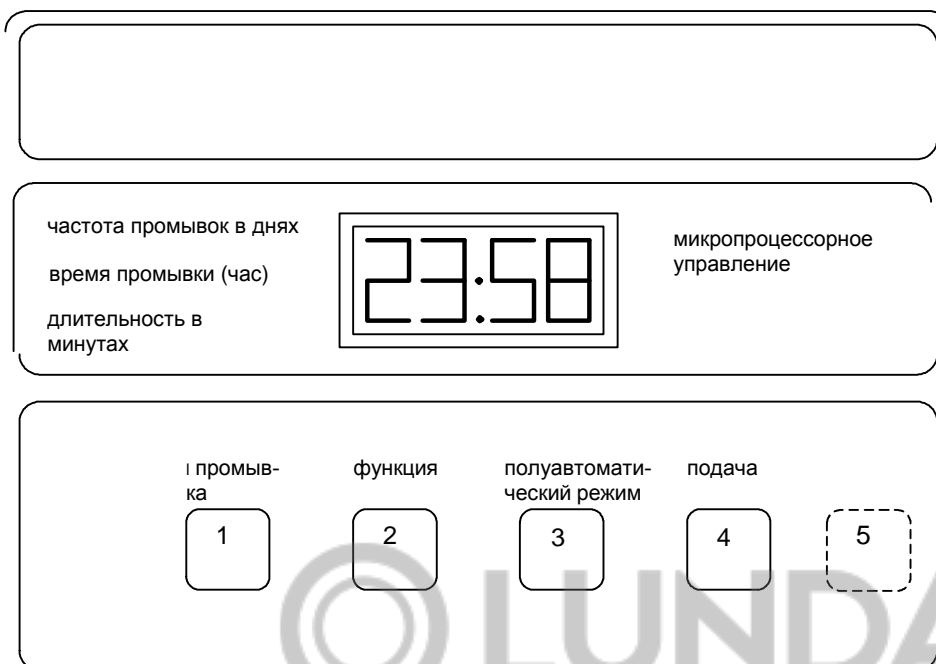 частота промывок в днях
время промывки (час)
длительность в
минутах
23:58
микропроцессорное
управление
промыв-
ка
функция
полуавтомати-
ческий режим
подача
1
2
3
4
5
LUNDA